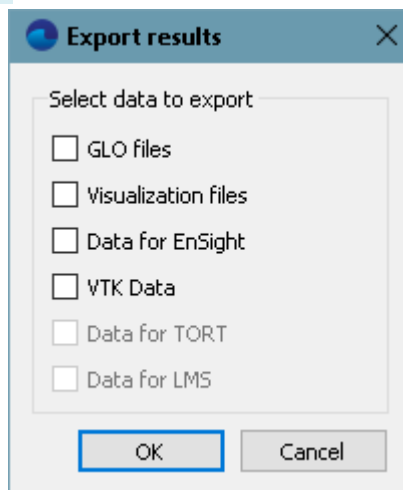 Export results
Select data to export
GLO files
Visualization files
Data for EnSight
VTK Data
Data for TORT
Data for LMS
OK
Cancel